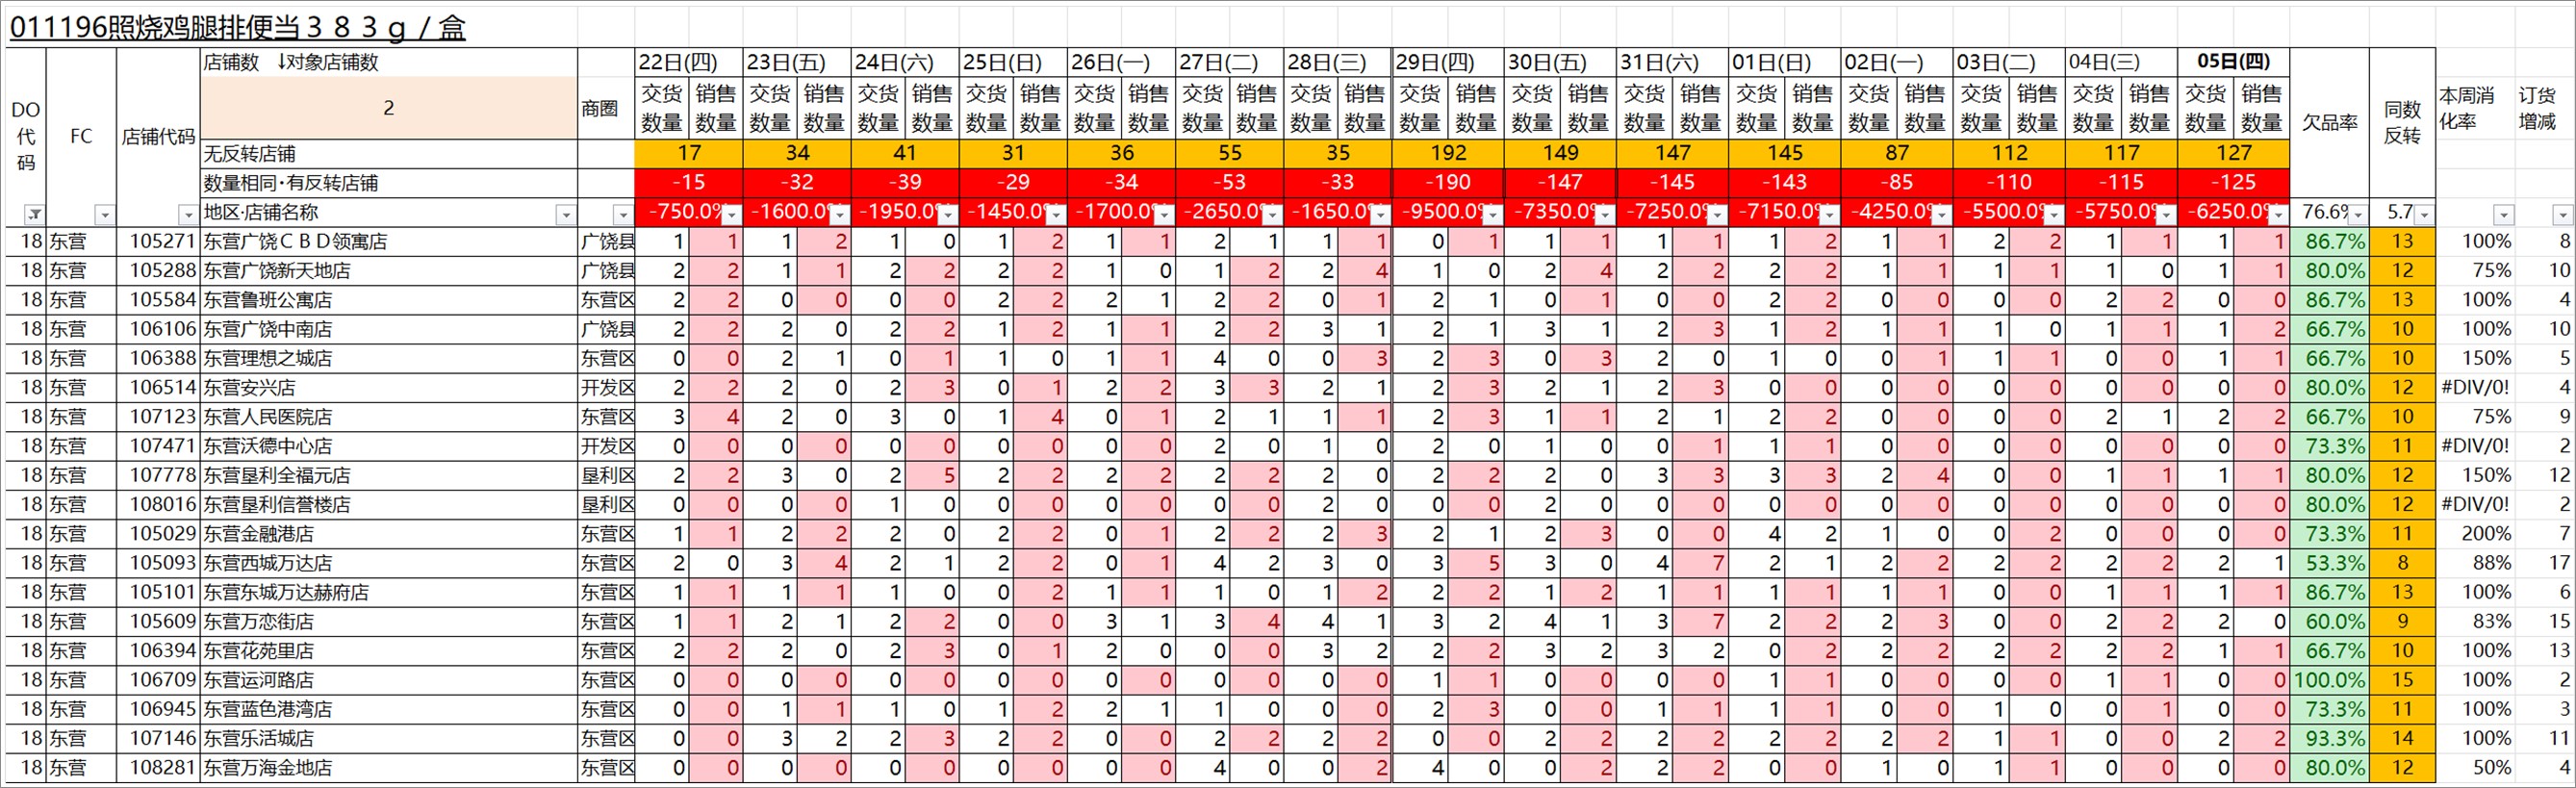 011196照烧鸡腿排便当３８３ｇ／盒
DO代码 FC 店铺代码 店铺数 ↓对象店铺数 商圈 22日(四) 23日(五) 24日(六) 25日(日) 26日(一) 27日(二) 28日(三) 29日(四) 30日(五) 31日(六) 01日(日) 02日(一) 03日(二) 04日(三) 05日(四) 欠品率 同数反转 本周消化率 订货增减
2 交货数量 销售数量 交货数量 销售数量 交货数量 销售数量 交货数量 销售数量 交货数量 销售数量 交货数量 销售数量 交货数量 销售数量 交货数量 销售数量 交货数量 销售数量 交货数量 销售数量 交货数量 销售数量 交货数量 销售数量 交货数量 销售数量 交货数量 销售数量 交货数量 销售数量
无反转店铺 17 34 41 31 36 55 35 192 149 147 145 87 112 117 127
数量相同·有反转店铺 -15 -32 -39 -29 -34 -53 -33 -190 -147 -145 -143 -85 -110 -115 -125
地区·店铺名称 -750.0% -1600.0% -1950.0% -1450.0% -1700.0% -2650.0% -1650.0% -9500.0% -7350.0% -7250.0% -7150.0% -4250.0% -5500.0% -5750.0% -6250.0% 76.6% 5.7
18 东营 105271 东营广饶ＣＢＤ领寓店 广饶县 1 1 1 2 1 0 1 2 1 1 2 1 1 1 0 1 1 1 1 1 1 2 1 1 2 2 1 1 1 1 86.7% 13 100% 8
18 东营 105288 东营广饶新天地店 广饶县 2 2 1 1 2 2 2 2 1 0 1 2 2 4 1 0 2 4 2 2 2 2 1 1 1 1 1 0 1 1 80.0% 12 75% 10
18 东营 105584 东营鲁班公寓店 东营区 2 2 0 0 0 0 2 2 2 1 2 2 0 1 2 1 0 1 0 0 2 2 0 0 0 0 2 2 0 0 86.7% 13 100% 4
18 东营 106106 东营广饶中南店 广饶县 2 2 2 0 2 2 1 2 1 1 2 2 3 1 2 1 3 1 2 3 1 2 1 1 1 0 1 1 1 2 66.7% 10 100% 10
18 东营 106388 东营理想之城店 东营区 0 0 2 1 0 1 1 0 1 1 4 0 0 3 2 3 0 3 2 0 1 0 0 1 1 1 0 0 1 1 66.7% 10 150% 5
18 东营 106514 东营安兴店 开发区 2 2 2 0 2 3 0 1 2 2 3 3 2 1 2 3 2 1 2 3 0 0 0 0 0 0 0 0 0 0 80.0% 12 #DIV/0! 4
18 东营 107123 东营人民医院店 东营区 3 4 2 0 3 0 1 4 0 1 2 1 1 1 2 3 1 1 2 1 2 2 0 0 0 0 2 1 2 2 66.7% 10 75% 9
18 东营 107471 东营沃德中心店 开发区 0 0 0 0 0 0 0 0 0 0 2 0 1 0 2 0 1 0 0 1 1 1 0 0 0 0 0 0 0 0 73.3% 11 #DIV/0! 2
18 东营 107778 东营垦利全福元店 垦利区 2 2 3 0 2 5 2 2 2 2 2 2 2 0 2 2 2 0 3 3 3 3 2 4 0 0 1 1 1 1 80.0% 12 150% 12
18 东营 108016 东营垦利信誉楼店 垦利区 0 0 0 0 1 0 0 0 0 0 0 0 2 0 0 0 2 0 0 0 0 0 0 0 0 0 0 0 0 0 80.0% 12 #DIV/0! 2
18 东营 105029 东营金融港店 东营区 1 1 2 2 2 0 2 2 0 1 2 2 2 3 2 1 2 3 0 0 4 2 1 0 0 2 0 0 0 0 73.3% 11 200% 7
18 东营 105093 东营西城万达店 东营区 2 0 3 4 2 1 2 2 0 1 4 2 3 0 3 5 3 0 4 7 2 1 2 2 2 2 2 2 2 1 53.3% 8 88% 17
18 东营 105101 东营东城万达赫府店 东营区 1 1 1 1 1 0 0 2 1 1 1 0 1 2 2 2 1 2 1 1 1 1 1 1 0 0 1 1 1 1 86.7% 13 100% 6
18 东营 105609 东营万恋街店 东营区 1 1 2 1 2 2 0 0 3 1 3 4 4 1 3 2 4 1 3 7 2 2 2 3 0 0 2 2 2 0 60.0% 9 83% 15
18 东营 106394 东营花苑里店 东营区 2 2 2 0 2 3 0 1 2 0 0 0 3 2 2 2 3 2 3 2 0 2 2 2 2 2 2 2 1 1 66.7% 10 100% 13
18 东营 106709 东营运河路店 东营区 0 0 0 0 0 0 0 0 0 0 0 0 0 0 1 1 0 0 0 0 1 1 0 0 0 0 1 1 0 0 100.0% 15 100% 2
18 东营 106945 东营蓝色港湾店 东营区 0 0 1 1 1 0 1 2 2 1 1 0 0 0 2 3 0 0 1 1 1 1 0 0 1 0 0 1 0 0 73.3% 11 100% 3
18 东营 107146 东营乐活城店 东营区 0 0 3 2 2 3 2 2 0 0 2 2 2 2 0 0 2 2 2 2 2 2 2 2 1 1 0 0 2 2 93.3% 14 100% 11
18 东营 108281 东营万海金地店 东营区 0 0 0 0 0 0 0 0 0 0 4 0 0 2 4 0 0 2 2 2 0 0 1 0 1 1 0 0 0 0 80.0% 12 50% 4